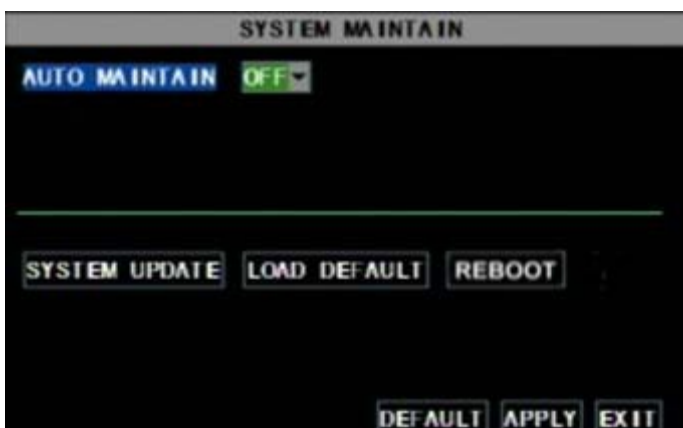 SYSTEM MAINTAIN
AUTO MAINTAIN OFF
SYSTEM UPDATE LOAD DEFAULT REBOOT
DEFAULT APPLY EXIT